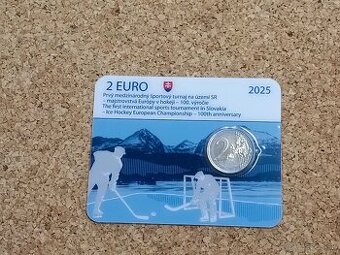 2 EURO
2025
Prvý medzinárodný športový turnaj na území SR
– majstrovstvá Európy v hokeji – 100. výročie
The first international sports tournament in Slovakia
– Ice Hockey European Championship – 100th anniversary
2